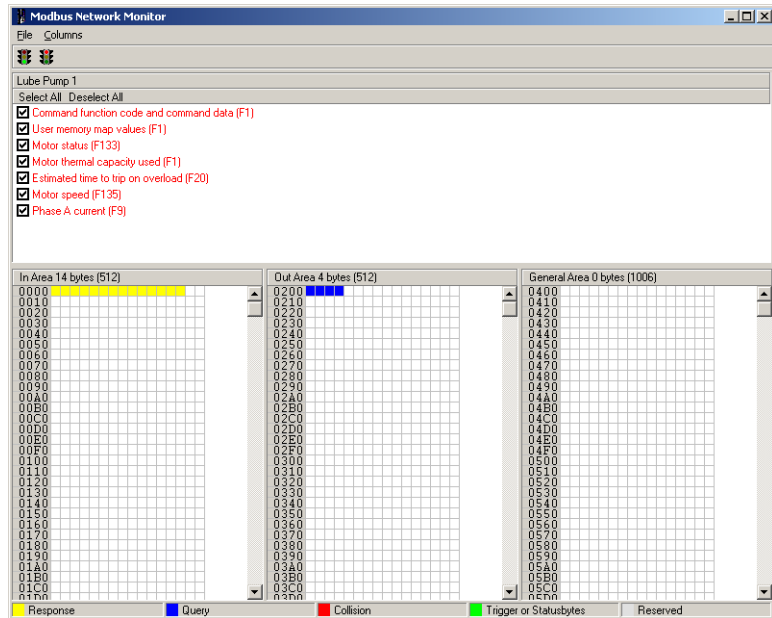 Modbus Network Monitor
File Columns
Lube Pump 1
Select All Deselect All
Command function code and command data (F1)
User memory map values (F1)
Motor status (F133)
Motor thermal capacity used (F1)
Estimated time to trip on overload (F20)
Motor speed (F135)
Phase A current (F9)
In Area 14 bytes (512) Out Area 4 bytes (512) General Area 0 bytes (1006)
0000 0200 0400
0010 0210 0410
0020 0220 0420
0030 0230 0430
0040 0240 0440
0050 0250 0450
0060 0260 0460
0070 0270 0470
0080 0280 0480
0090 0290 0490
00A0 02A0 04A0
00B0 02B0 04B0
00C0 02C0 04C0
00D0 02D0 04D0
00E0 02E0 04E0
00F0 02F0 04F0
0100 0300 0500
0110 0310 0510
0120 0320 0520
0130 0330 0530
0140 0340 0540
0150 0350 0550
0160 0360 0560
0170 0370 0570
0180 0380 0580
0190 0390 0590
01A0 03A0 05A0
01B0 03B0 05B0
01C0 03C0 05C0
01D0 03D0 05D0
Response Query Collision Trigger or Statusbytes Reserved